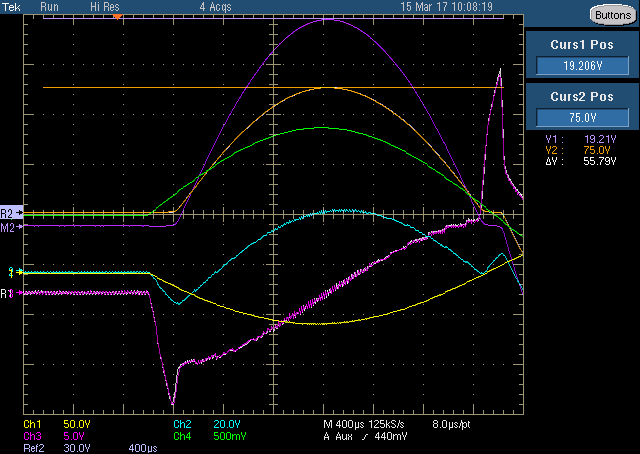 Tek Run Hi Res 4 Acqs 15 Mar 17 10:08:19
Buttons
Curs1 Pos
19.206V
Curs2 Pos
75.0V
V1 : 19.21V
V2 : 75.0V
ΔV : 55.79V
R2
M2
Ch1 50.0V Ch2 20.0V M 400µs 125kS/s 8.0µs/pt
Ch3 5.0V Ch4 500mV A Aux 440mV
Ref2 30.0V 400µs